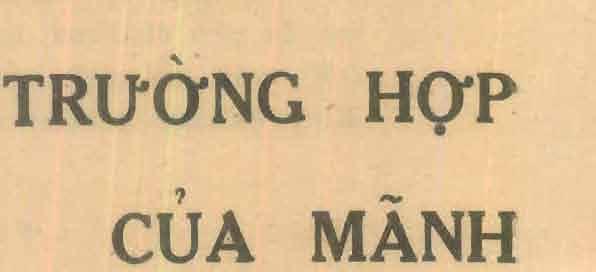 TRƯỜNG HỢP
CỦA MÃNH